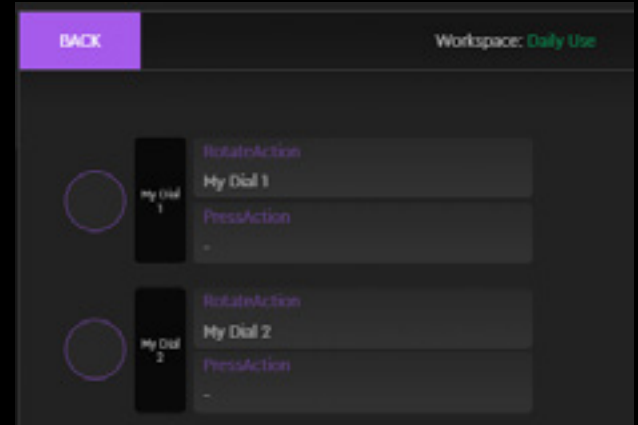 BACK
Workspace: Daily Use
RotateAction
My Dial 1
My Dial
1
PressAction
-
RotateAction
My Dial 2
My Dial
2
PressAction
-